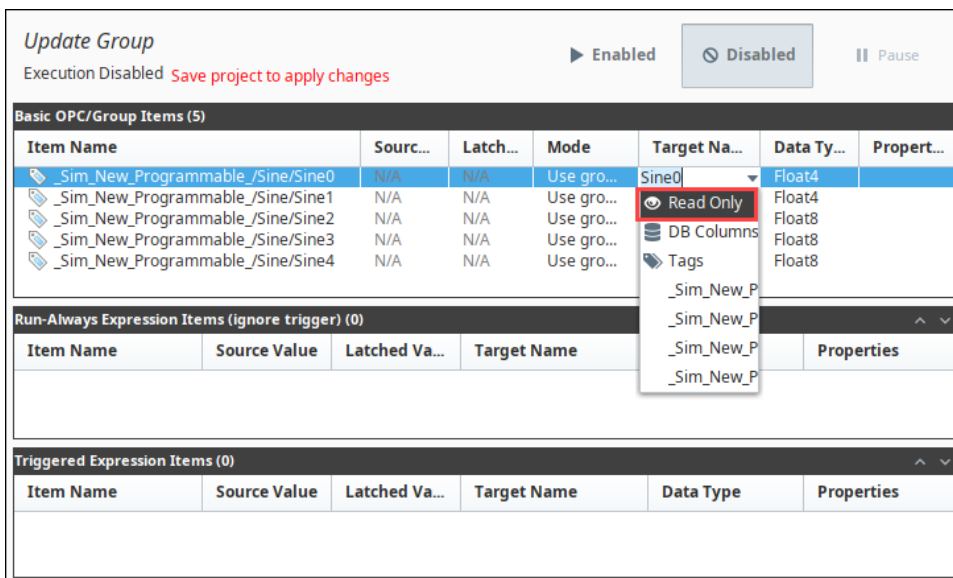 Update Group
Enabled
Disabled
Pause
Execution Disabled Save project to apply changes
Basic OPC/Group Items (5)
Item Name Sourc... Latch... Mode Target Na... Data Ty... Propert...
_Sim_New_Programmable_/Sine/Sine0 N/A N/A Use gro... Sine0 Float4
_Sim_New_Programmable_/Sine/Sine1 N/A N/A Use gro... Float4
_Sim_New_Programmable_/Sine/Sine2 N/A N/A Use gro... Float8
_Sim_New_Programmable_/Sine/Sine3 N/A N/A Use gro... Float8
_Sim_New_Programmable_/Sine/Sine4 N/A N/A Use gro... Float8
Read Only
DB Columns
Tags
_Sim_New_P
_Sim_New_P
_Sim_New_P
_Sim_New_P
Run-Always Expression Items (ignore trigger) (0)
Item Name Source Value Latched Va... Target Name Properties
Triggered Expression Items (0)
Item Name Source Value Latched Va... Target Name Data Type Properties